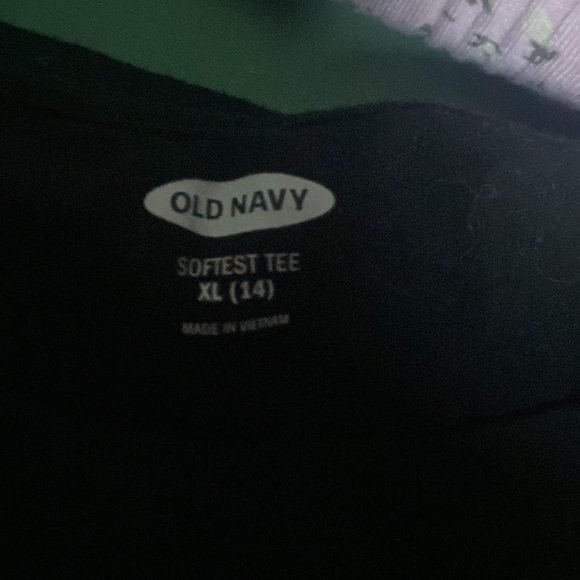 OLD NAVY
SOFTEST TEE
XL (14)
MADE IN VIETNAM